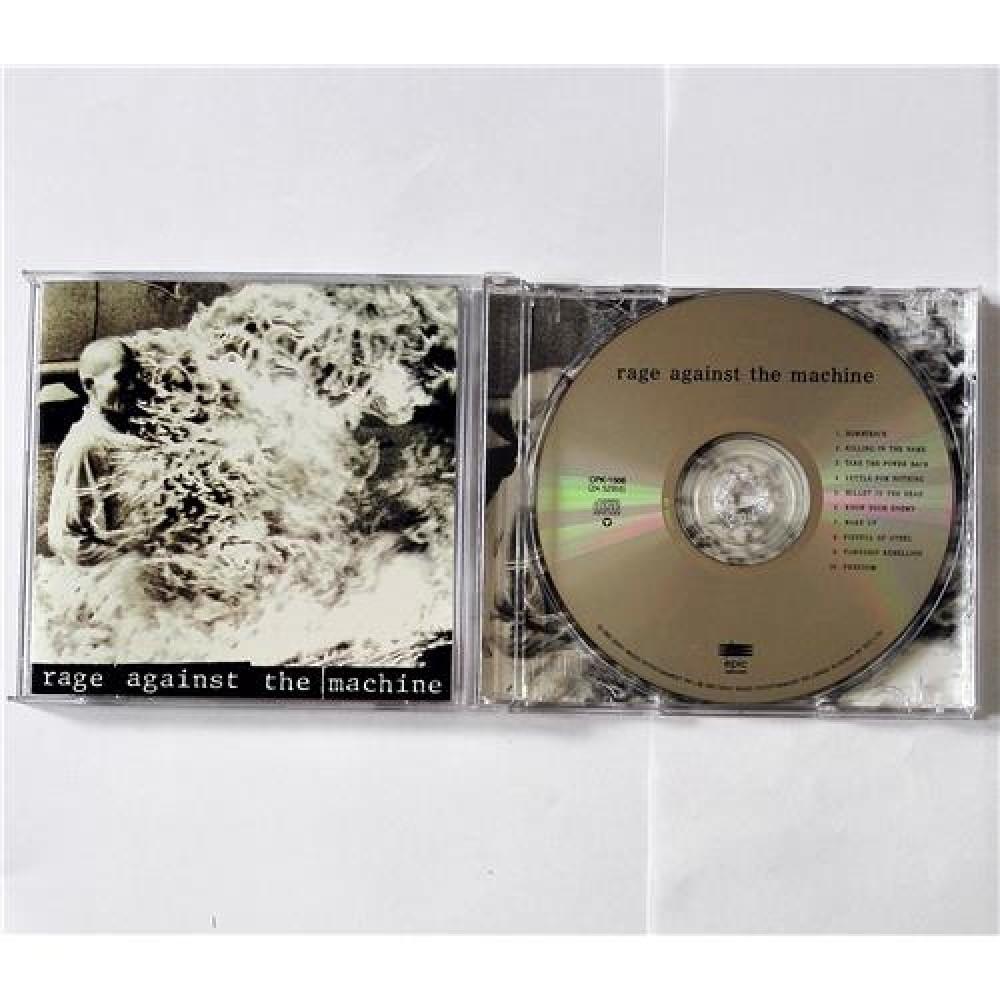 rage against the machine
rage against the machine
1. BOMBTRACK
2. KILLING IN THE NAME
3. TAKE THE POWER BACK
4. SETTLE FOR NOTHING
5. BULLET IN THE HEAD
6. KNOW YOUR ENEMY
7. WAKE UP
8. FISTFUL OF STEEL
9. TOWNSHIP REBELLION
10. FREEDOM
epic